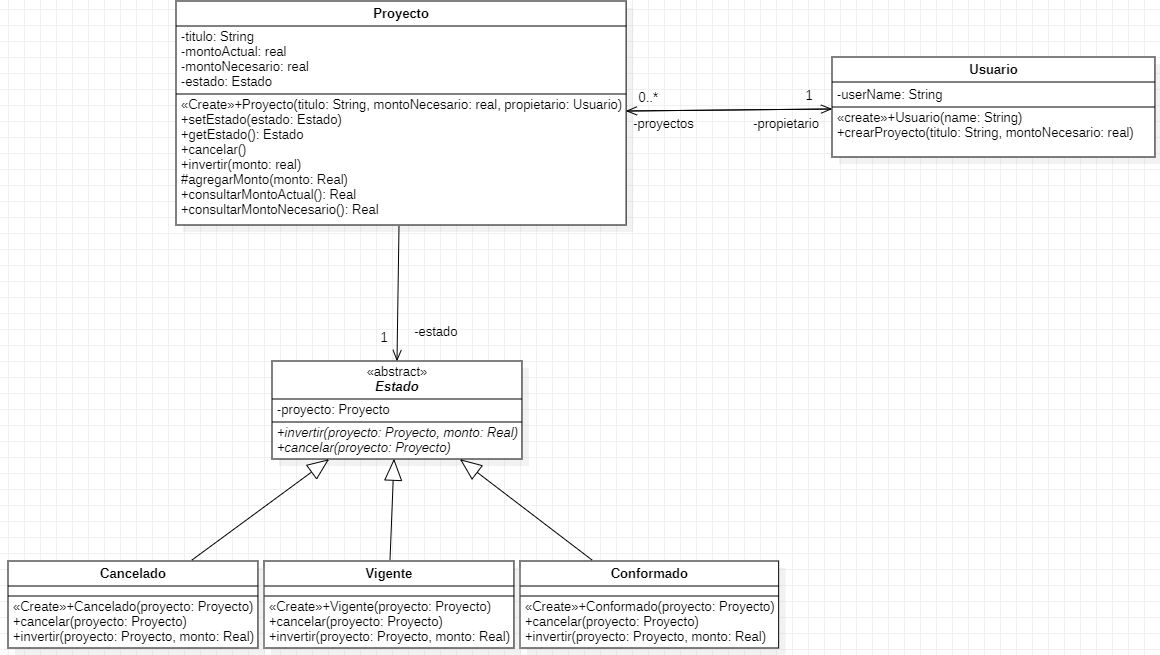 Proyecto
-titulo: String
-montoActual: real
-montoNecesario: real
-estado: Estado
«Create»+Proyecto(titulo: String, montoNecesario: real, propietario: Usuario)
+setEstado(estado: Estado)
+getEstado(): Estado
+cancelar()
+invertir(monto: real)
#agregarMonto(monto: Real)
+consultarMontoActual(): Real
+consultarMontoNecesario(): Real
0..*
1
-proyectos
-propietario
Usuario
-userName: String
«create»+Usuario(name: String)
+crearProyecto(titulo: String, montoNecesario: real)
1
-estado
«abstract»
Estado
-proyecto: Proyecto
+invertir(proyecto: Proyecto, monto: Real)
+cancelar(proyecto: Proyecto)
Cancelado
«Create»+Cancelado(proyecto: Proyecto)
+cancelar(proyecto: Proyecto)
+invertir(proyecto: Proyecto, monto: Real)
Vigente
«Create»+Vigente(proyecto: Proyecto)
+cancelar(proyecto: Proyecto)
+invertir(proyecto: Proyecto, monto: Real)
Conformado
«Create»+Conformado(proyecto: Proyecto)
+cancelar(proyecto: Proyecto)
+invertir(proyecto: Proyecto, monto: Real)